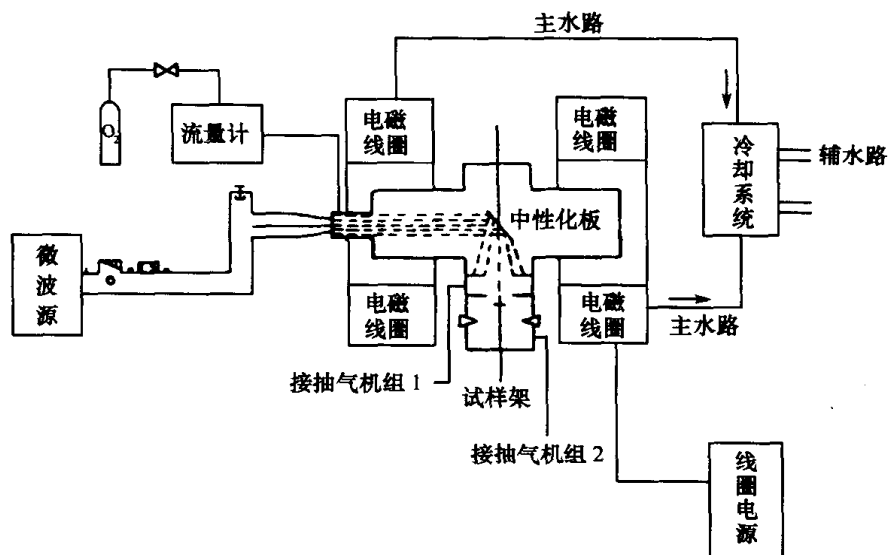 主水路
O₂
流量计
电磁
线圈
电磁
线圈
冷却系统
辅水路
中性化板
微波源
电磁
线圈
电磁
线圈
主水路
接抽气机组 1
试样架
接抽气机组 2
线圈电源